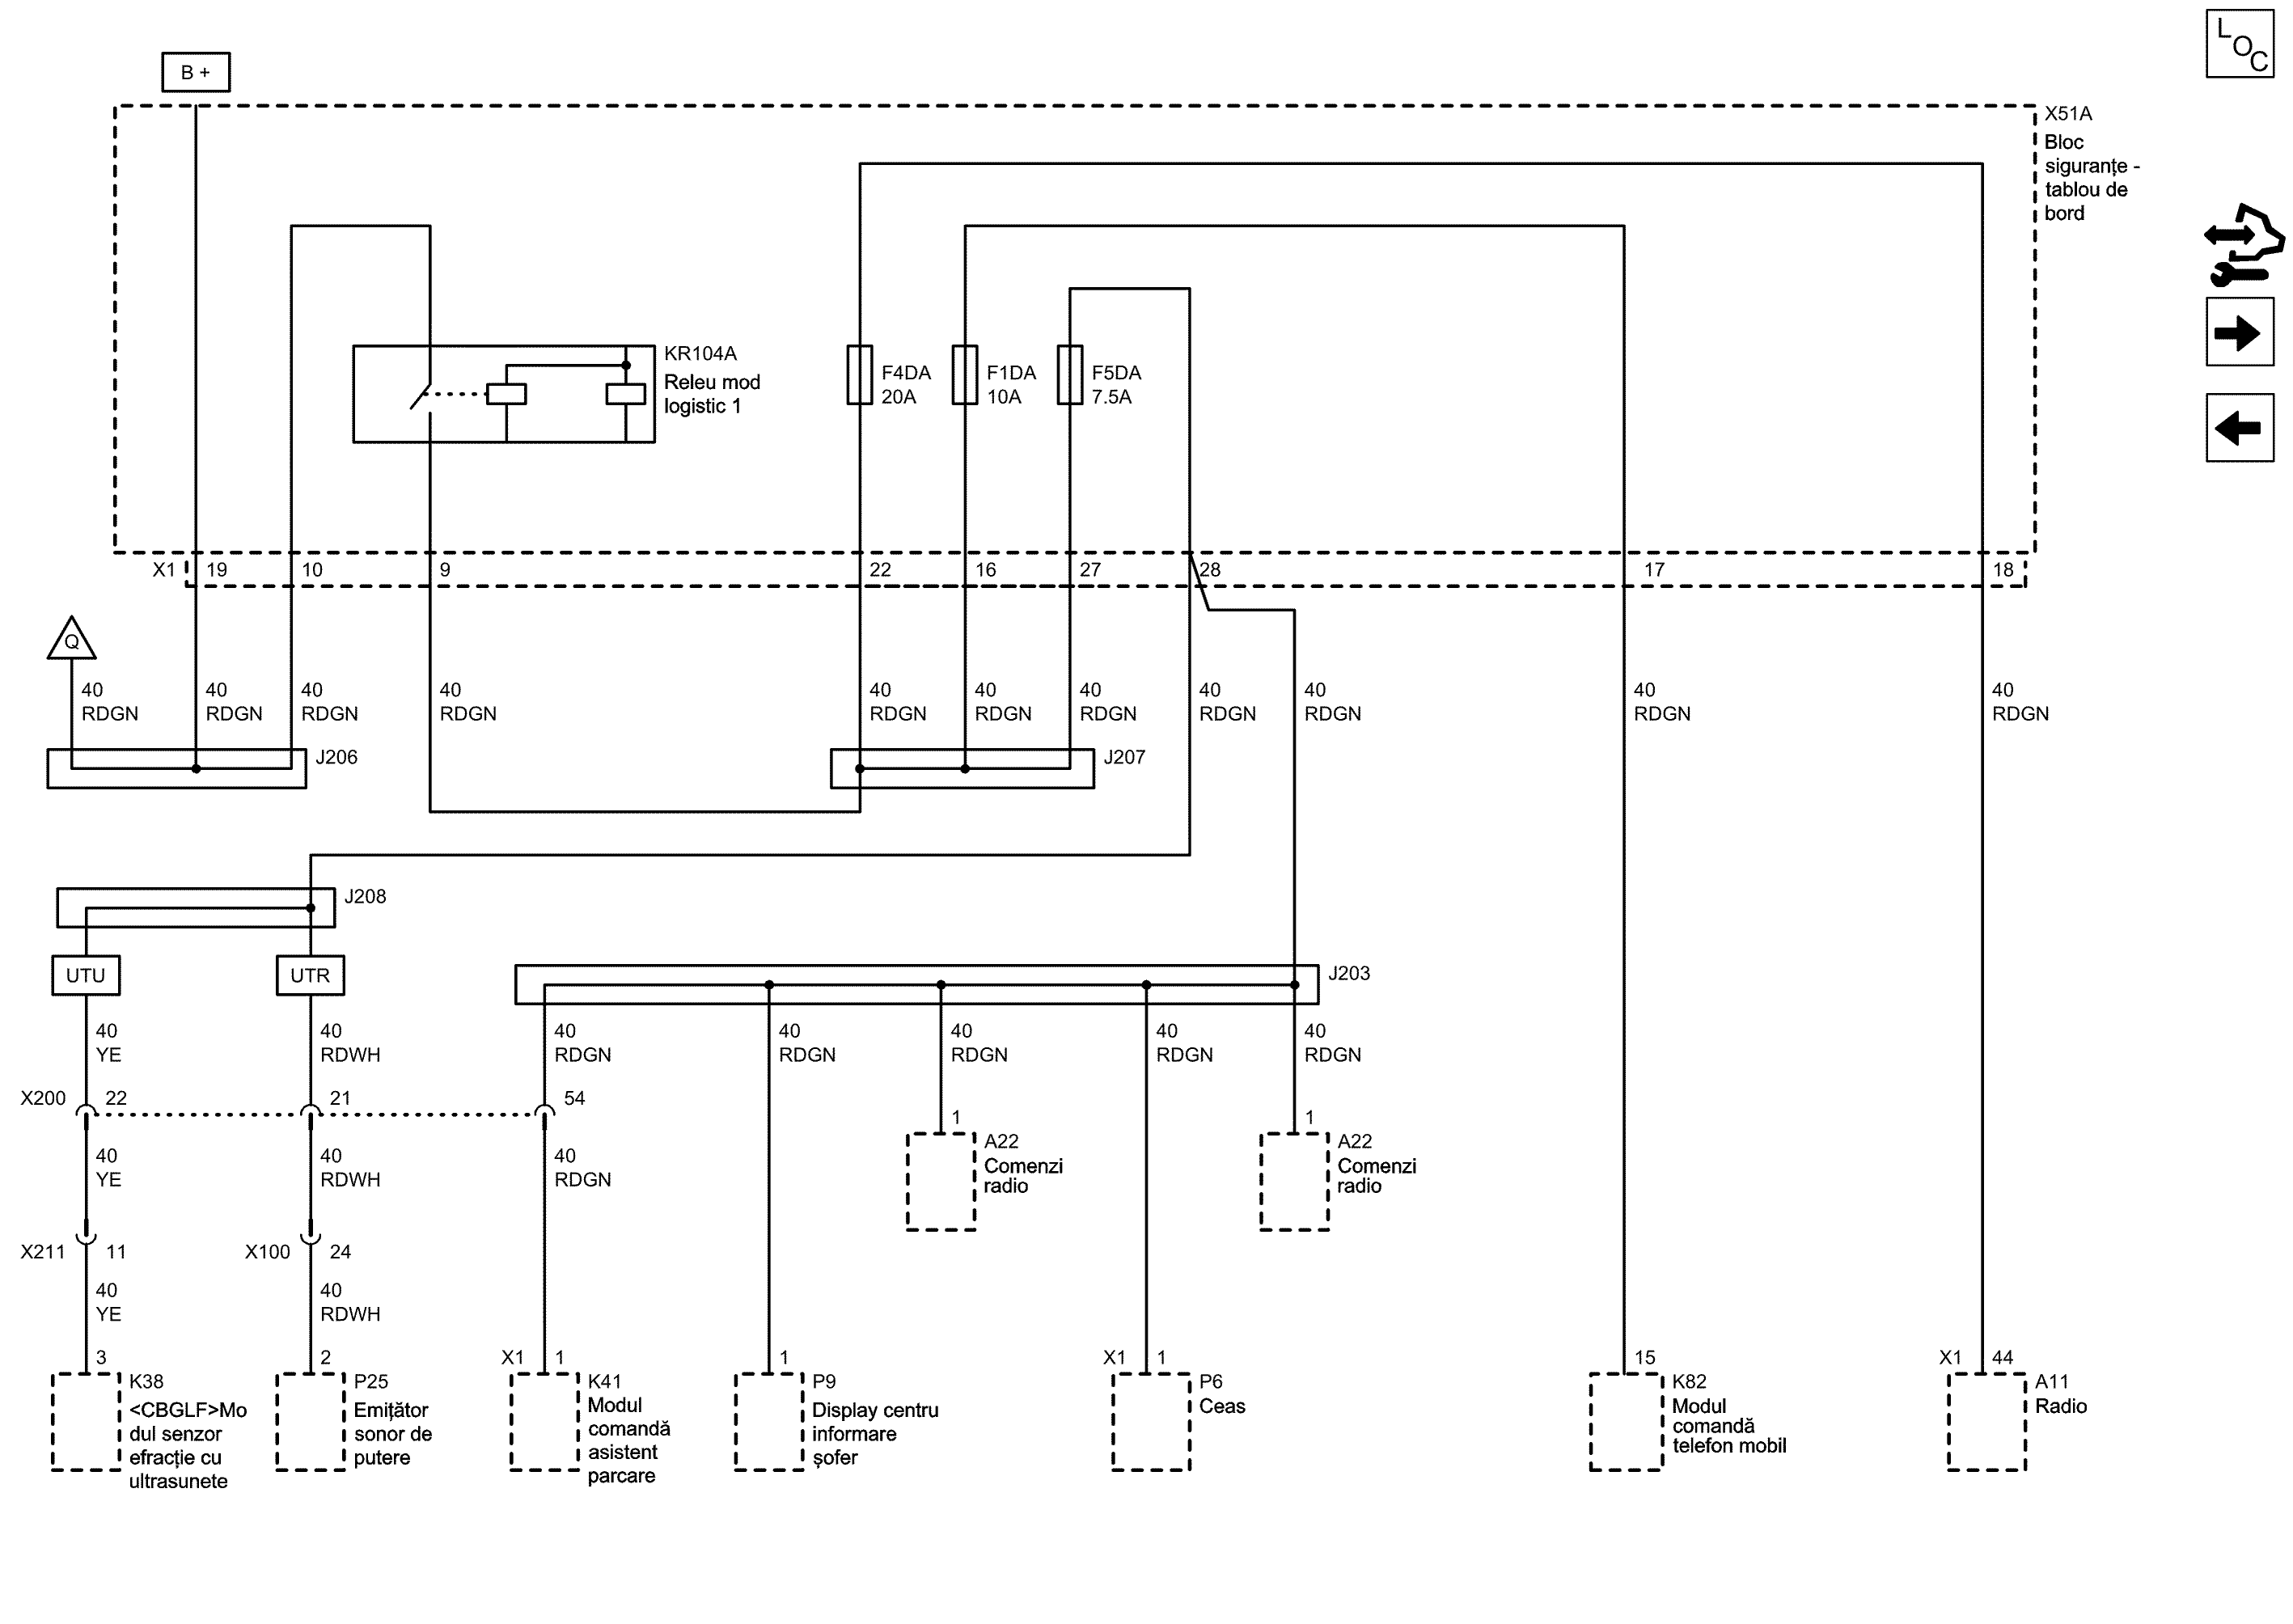 LOC
B +
X51A
Bloc
siguranțe -
tablou de
bord
KR104A
Releu mod
logistic 1
F4DA
20A
F1DA
10A
F5DA
7.5A
X1 19 10 9 22 16 27 28 17 18
Q
40 40 40 40 40 40 40 40 40 40 40
RDGN RDGN RDGN RDGN RDGN RDGN RDGN RDGN RDGN RDGN RDGN
J206
J207
J208
UTU
UTR
J203
40 40 40 40 40 40 40
YE RDWH RDGN RDGN RDGN RDGN RDGN
X200 22 21 54
1 1
A22
Comenzi
radio
A22
Comenzi
radio
40 40 40
YE RDWH RDGN
X211 11 X100 24
40 40
YE RDWH
3 2 X1 1 1 X1 1 15 X1 44
K38
<CBGLF>Mo
dul senzor
efracție cu
ultrasunete
P25
Emițător
sonor de
putere
K41
Modul
comandă
asistent
parcare
P9
Display centru
informare
șofer
P6
Ceas
K82
Modul
comandă
telefon mobil
A11
Radio